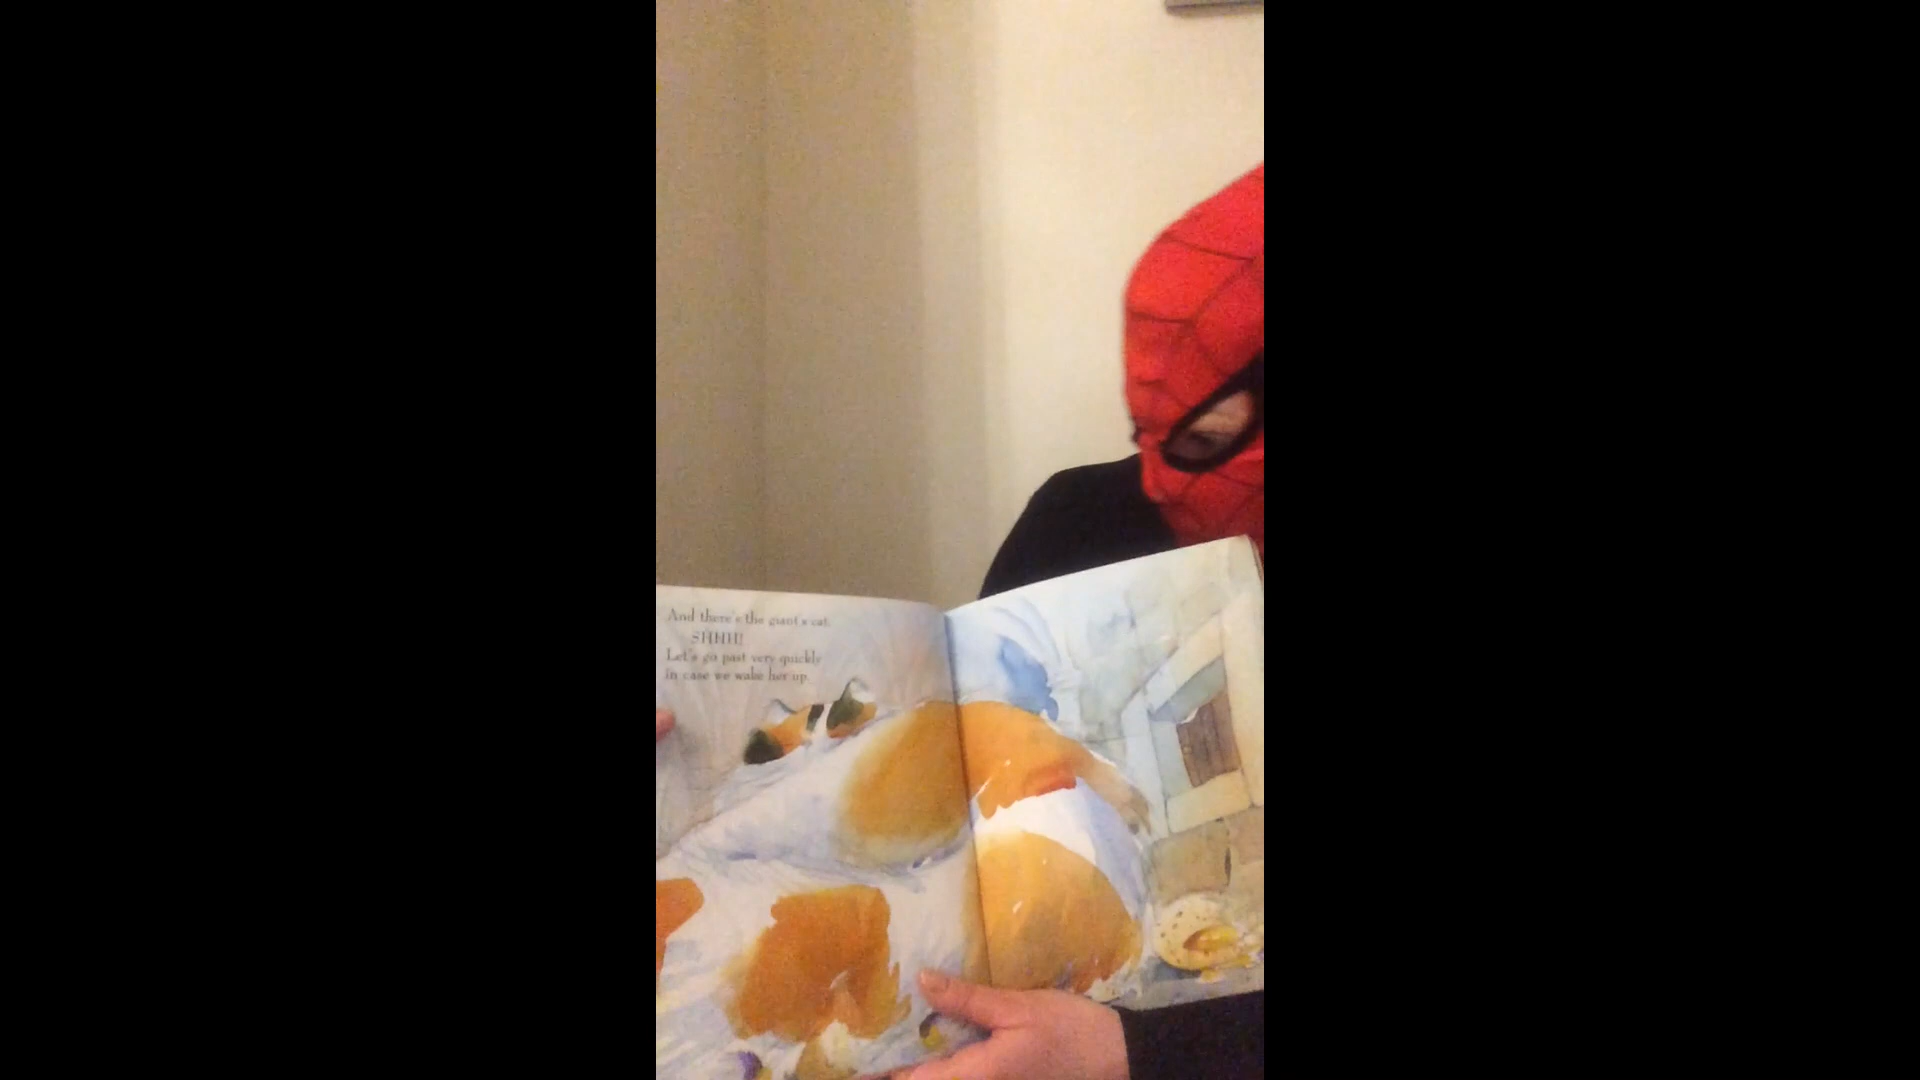 And there's the giant's cat.
SHHH!
Let's go past very quickly
in case we wake her up.